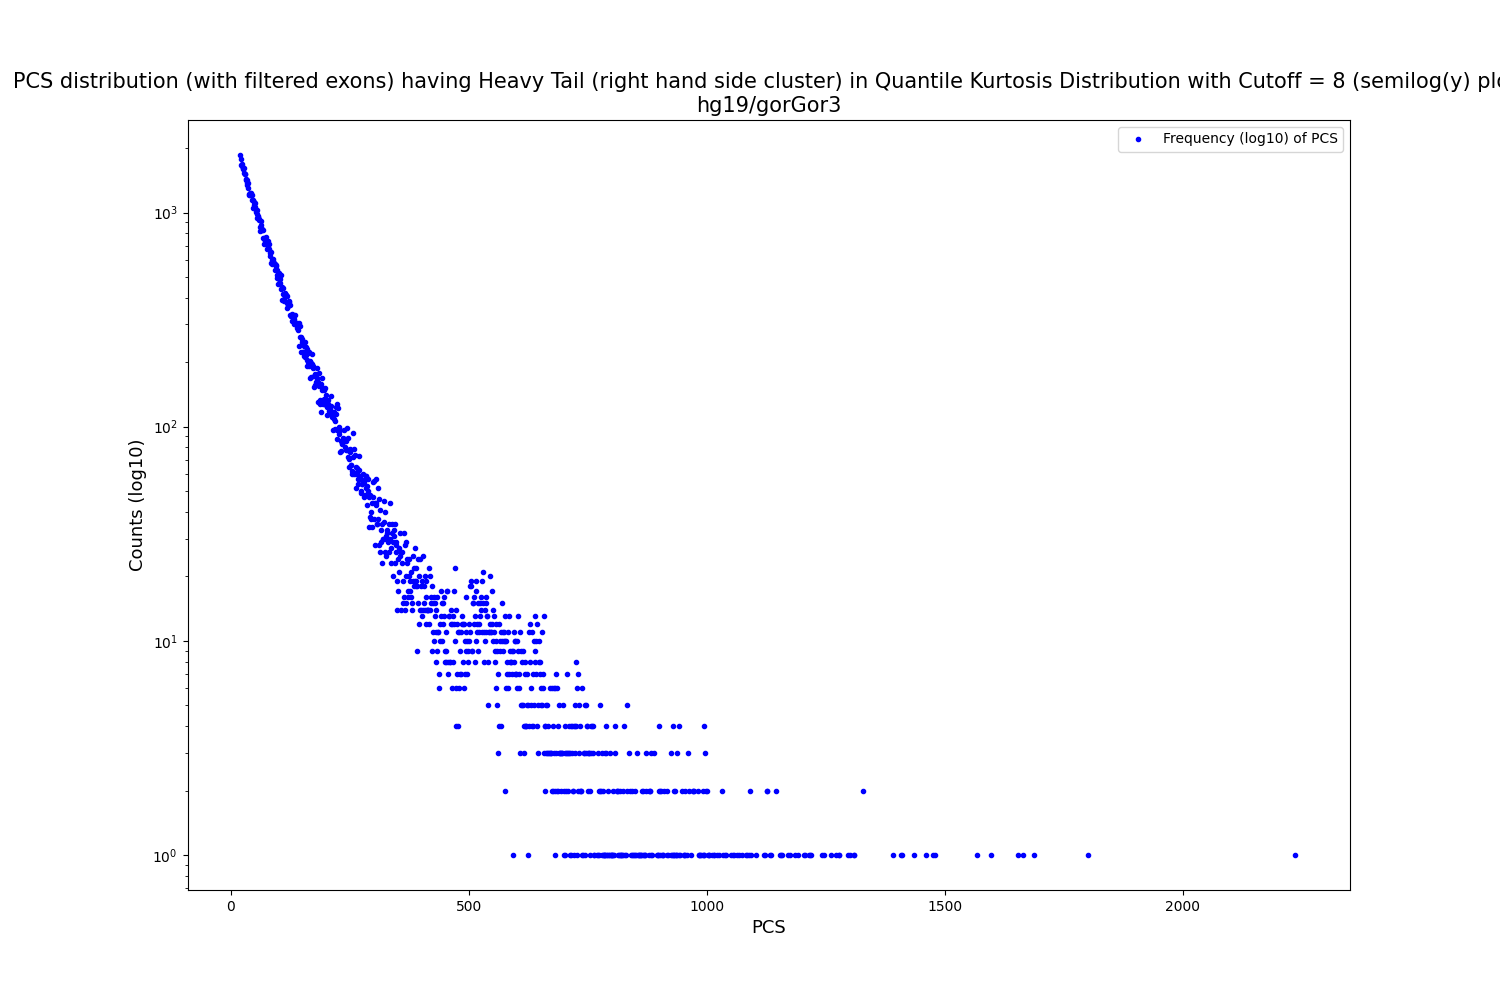 PCS distribution (with filtered exons) having Heavy Tail (right hand side cluster) in Quantile Kurtosis Distribution with Cutoff = 8 (semilog(y) plo
hg19/gorGor3
Frequency (log10) of PCS
10³
10²
10¹
10⁰
Counts (log10)
0 500 1000 1500 2000
PCS